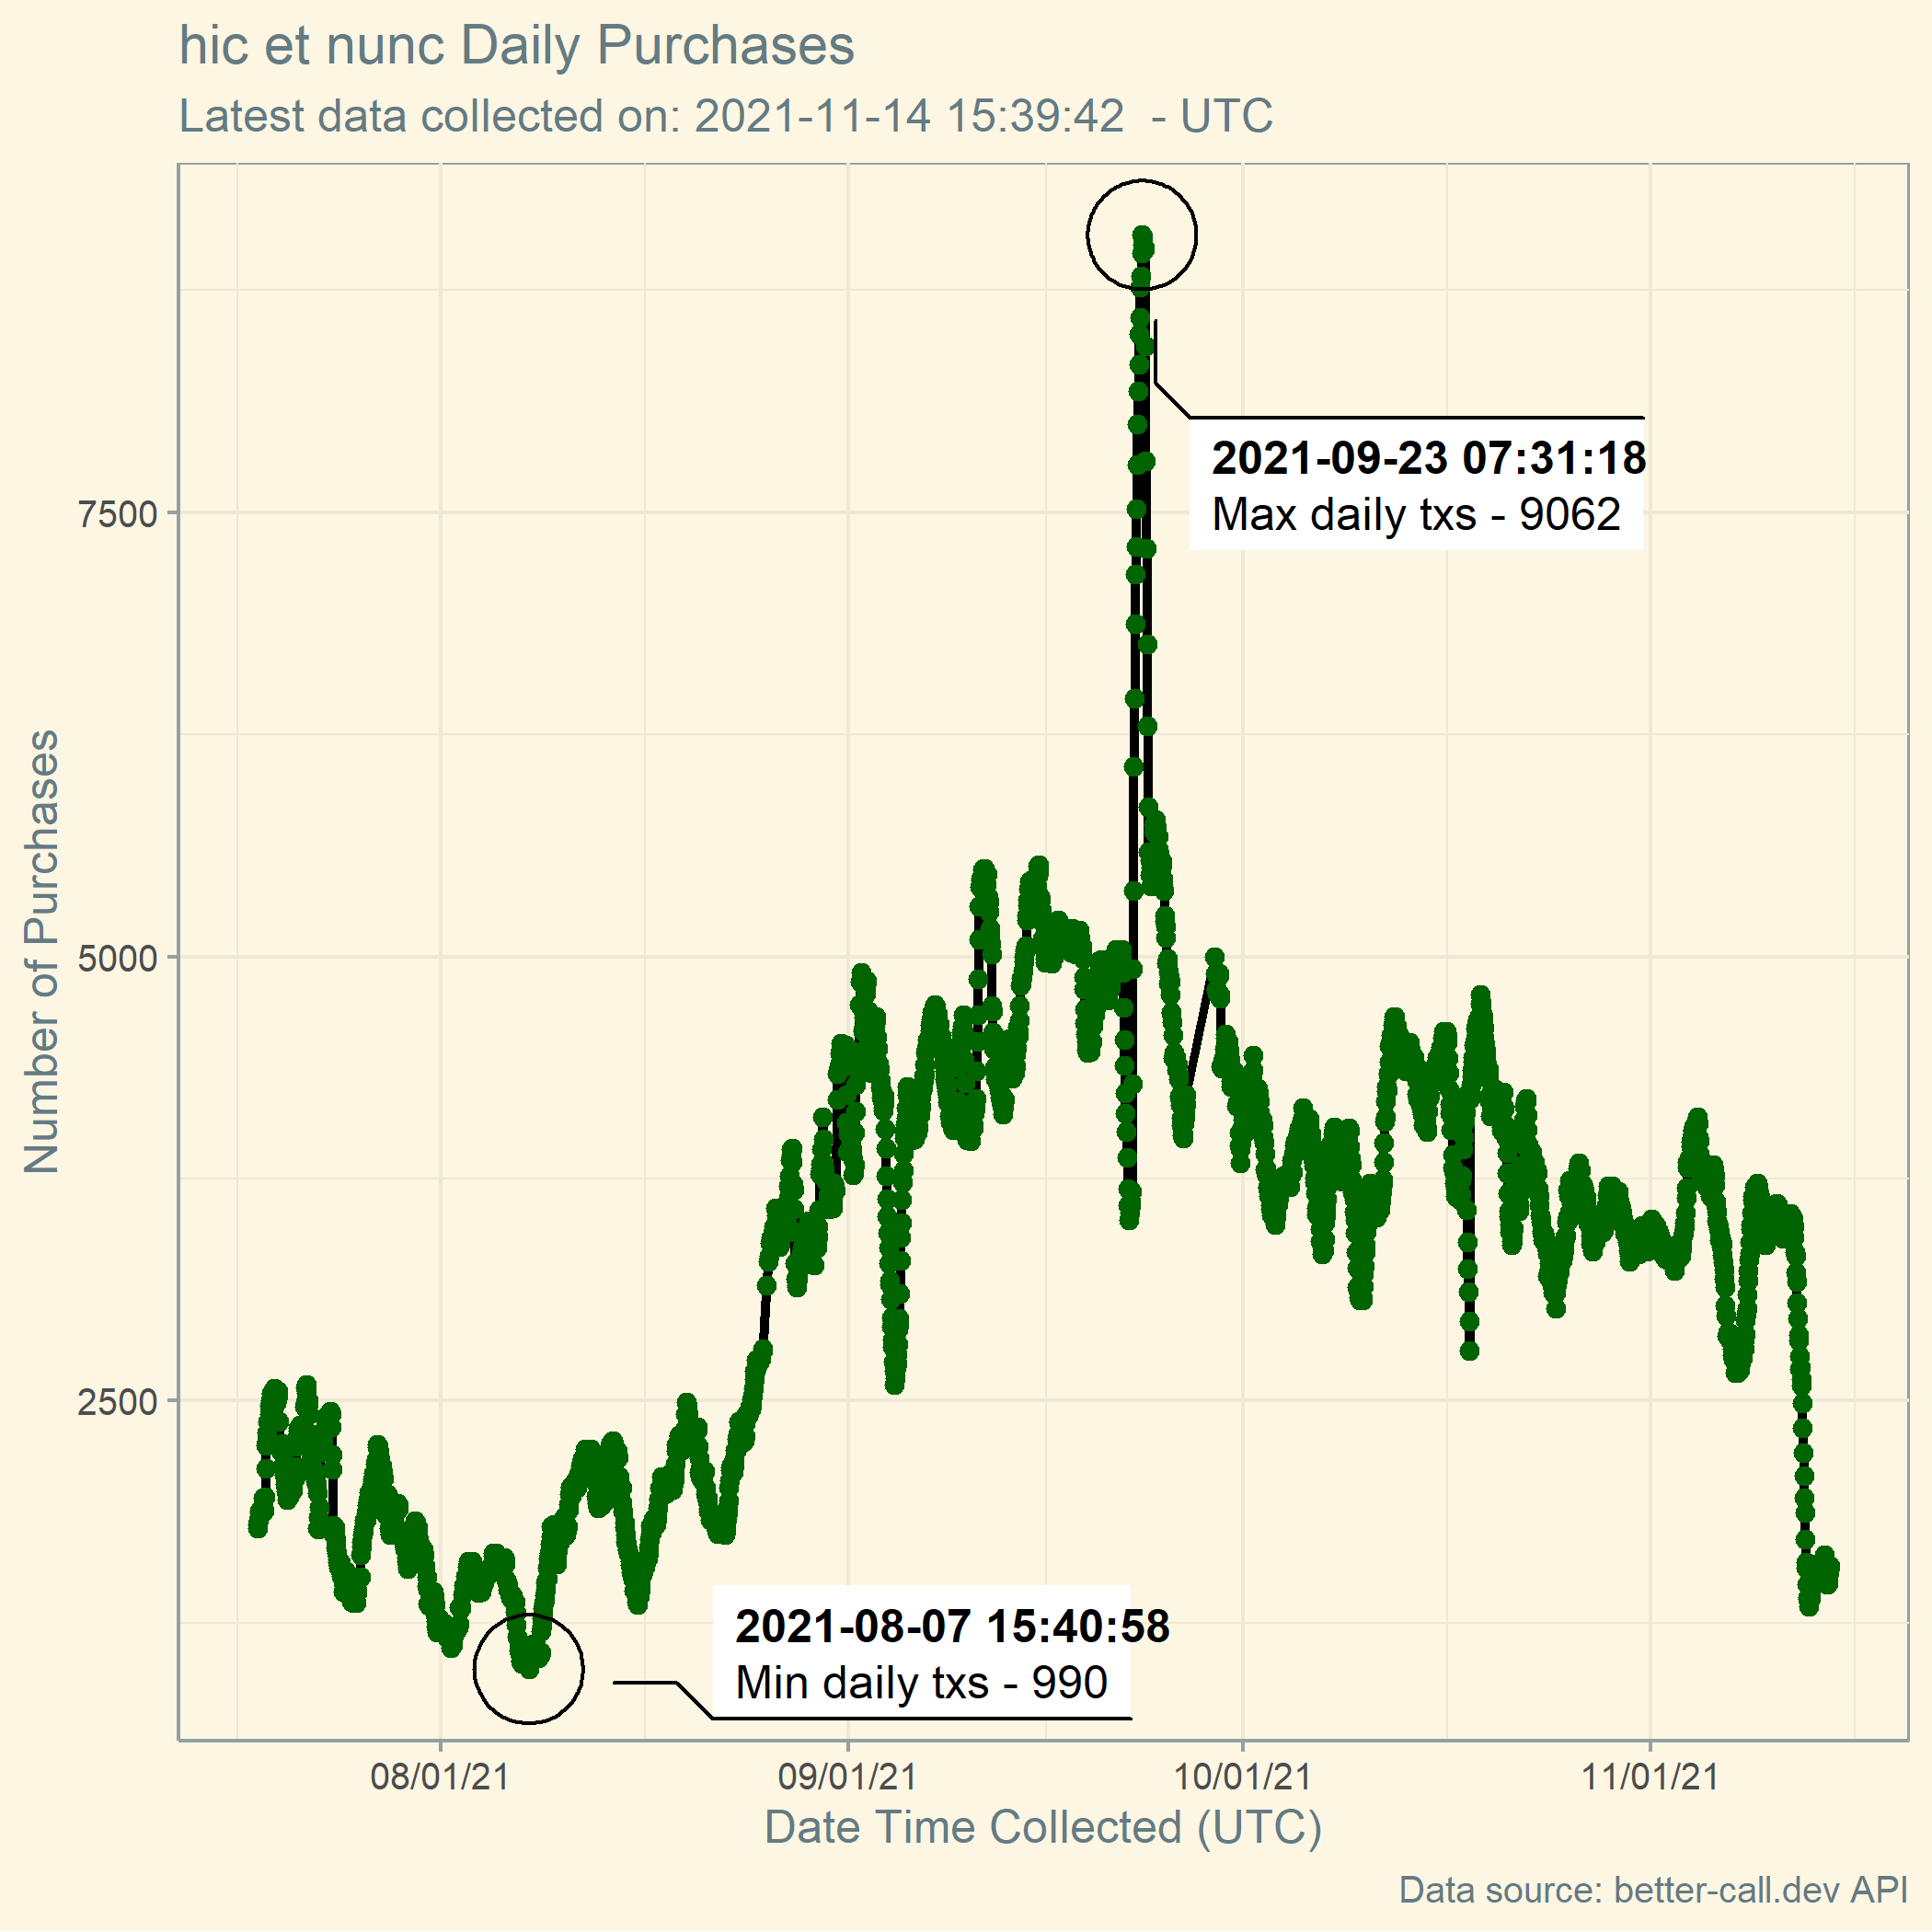 hic et nunc Daily Purchases
Latest data collected on: 2021-11-14 15:39:42  - UTC
Number of Purchases
7500
5000
2500
2021-09-23 07:31:18
Max daily txs - 9062
2021-08-07 15:40:58
Min daily txs - 990
08/01/21
09/01/21
10/01/21
11/01/21
Date Time Collected (UTC)
Data source: better-call.dev API